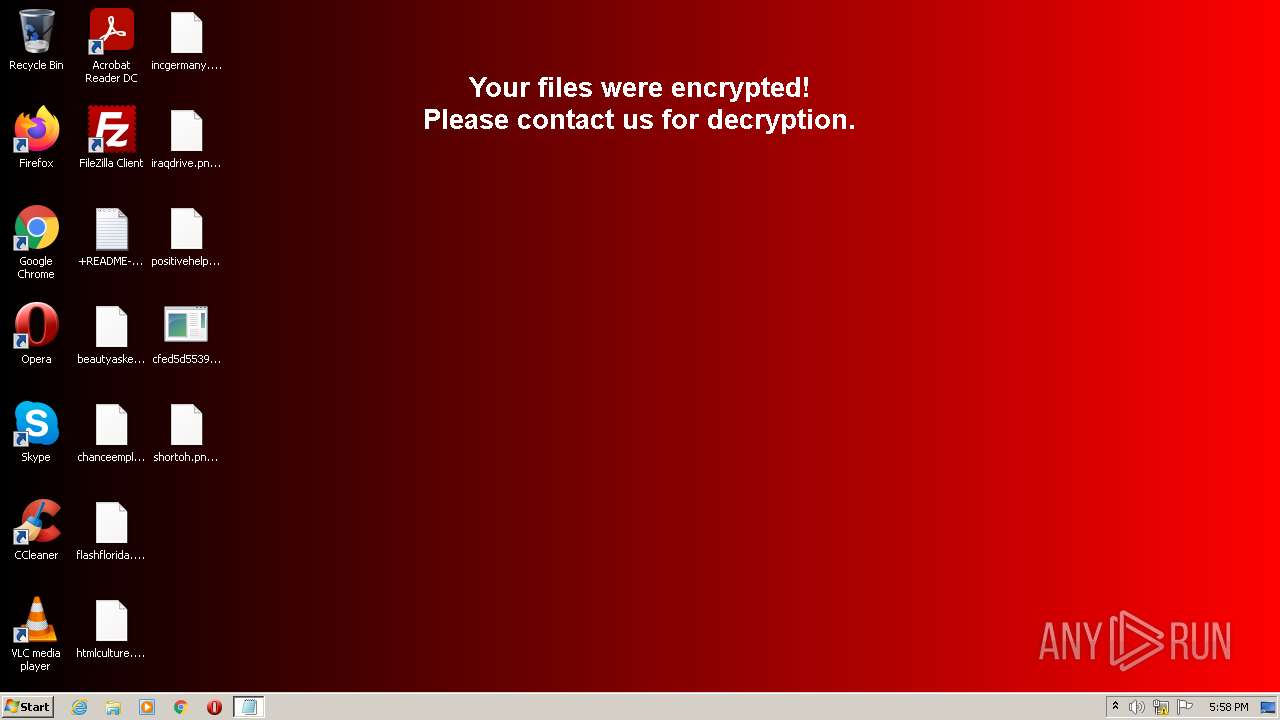 Your files were encrypted!
Please contact us for decryption.
Recycle Bin
Acrobat
Reader DC
incgermany....
Firefox
FileZilla Client
iraqdrive.pn...
Google
Chrome
+README-...
positivehelp...
Opera
beautyaske...
cfed5d5539...
Skype
chanceempl...
shortoh.pn...
CCleaner
flashflorida....
VLC media
player
htmlculture....
ANY RUN
Start
5:58 PM